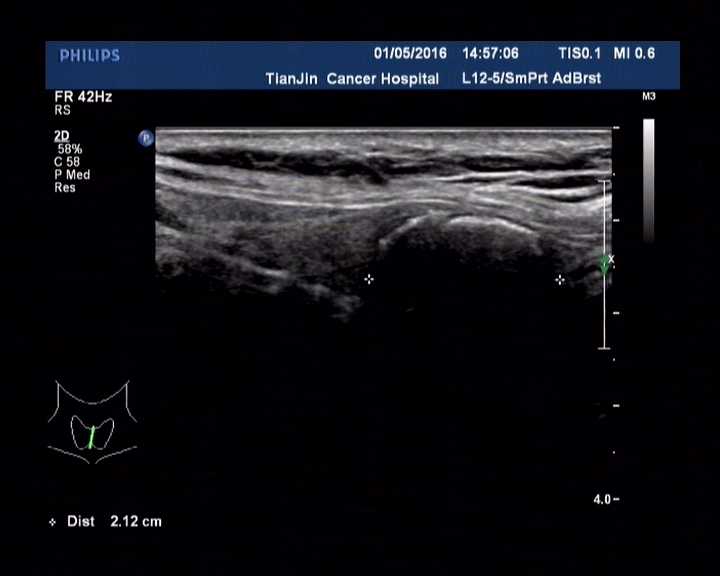 PHILIPS
01/05/2016 14:57:06 TIS0.1 MI 0.6
TianJin Cancer Hospital L12-5/SmPrt AdBrst
FR 42Hz
RS
M3
2D
58%
C 58
P Med
Res
P
X
4.0
Dist 2.12 cm